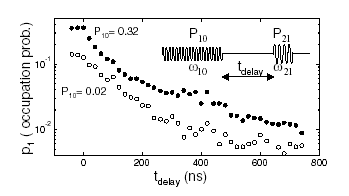 P10 = 0.32
P10 = 0.02
P10
P21
ω10
ω21
tdelay
p1 ( occupation prob.)
10-1
10-2
0 200 400 600 800
tdelay (ns)